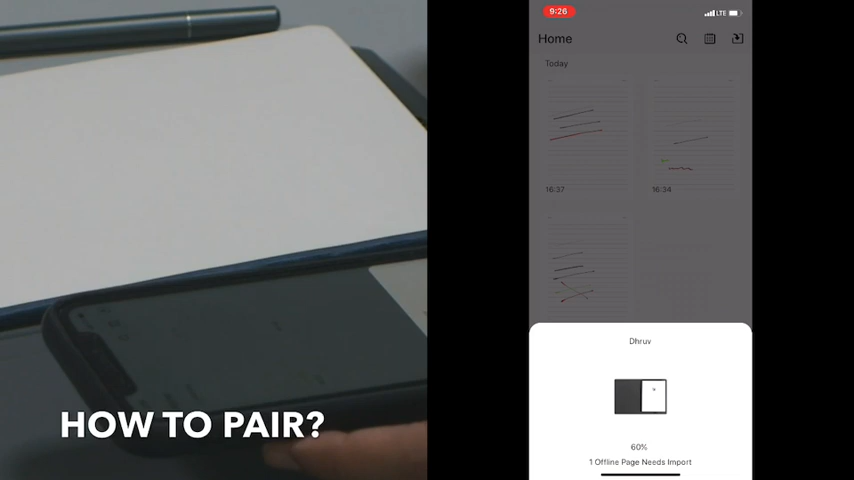 HOW TO PAIR?
9:26
LTE
Home
Today
16:37
16:34
Dhruv
60%
1 Offline Page Needs Import